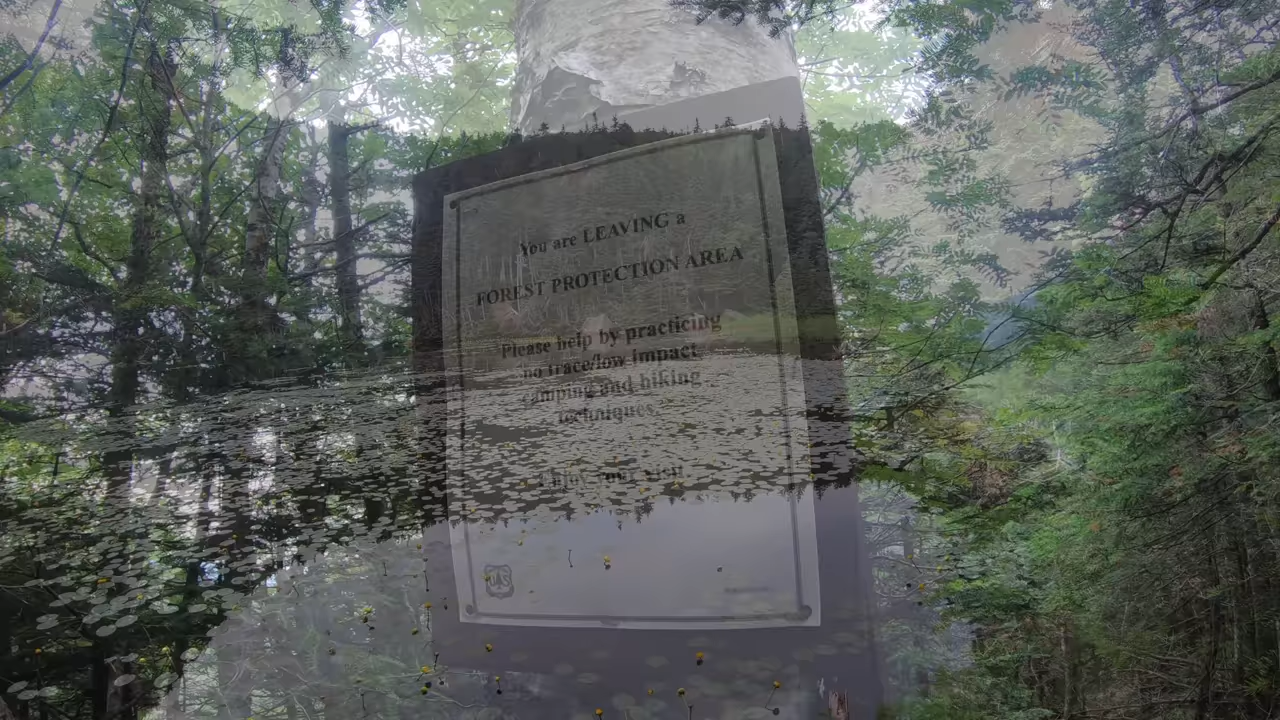 You are LEAVING a
FOREST PROTECTION AREA
Please help by practicing
no trace/low impact
camping and hiking
techniques.
Enjoy your visit
UAS